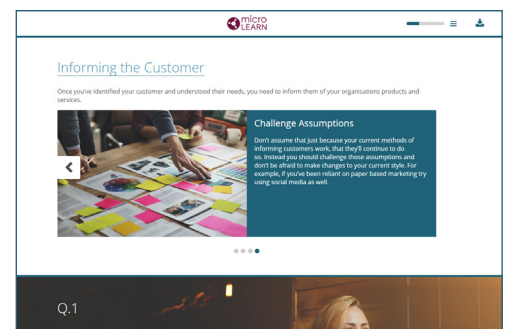 micro
LEARN
Informing the Customer
Once you've identified your customer and understood their needs, you need to inform them of your organisations products and
services.
Challenge Assumptions
Don't assume that just because your current methods of
informing customers work, that they'll continue to do
so. Instead you should challenge those assumptions and
don't be afraid to make changes to your current style. For
example, if you've been reliant on paper based marketing try
using social media as well.
Q.1